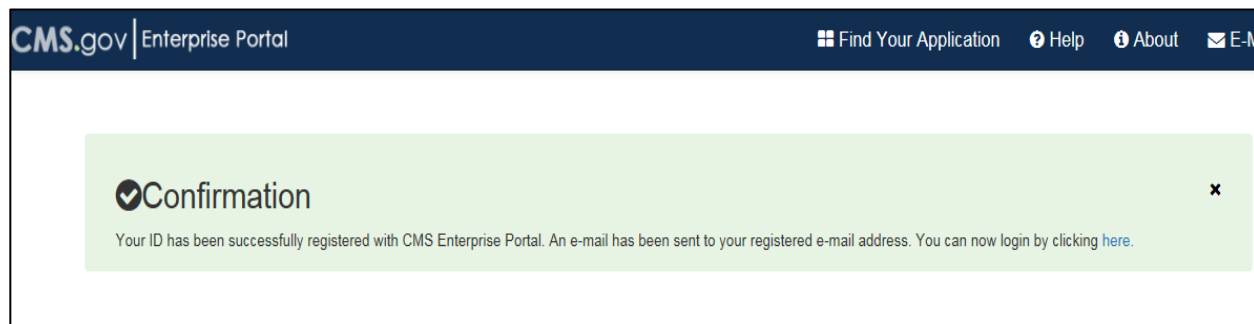 CMS.gov Enterprise Portal Find Your Application Help About E-M
Confirmation
Your ID has been successfully registered with CMS Enterprise Portal. An e-mail has been sent to your registered e-mail address. You can now login by clicking here.